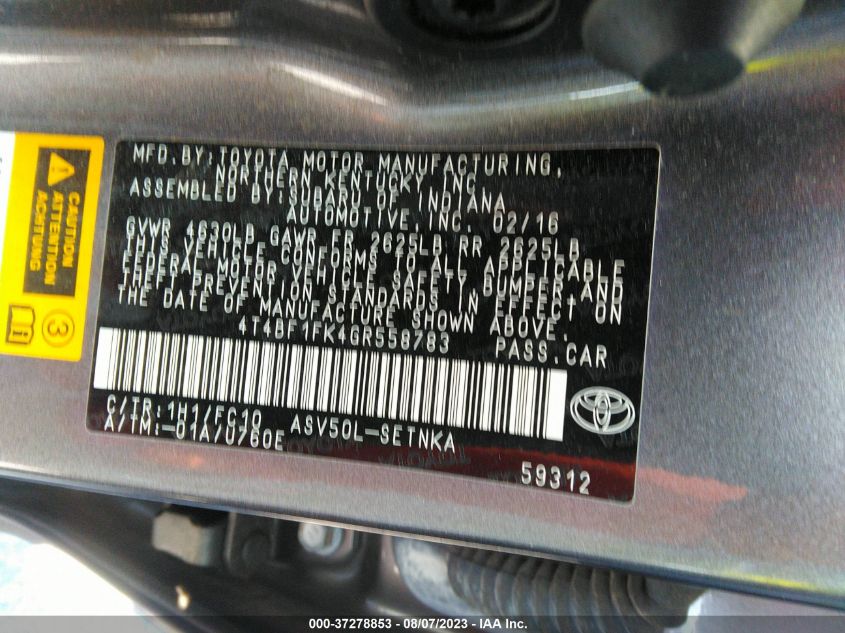 MFD.BY:TOYOTA MOTOR MANUFACTURING,
NORTHERN KENTUCKY, INC
ASSEMBLED BY:SUBARU OF INDIANA
AUTOMOTIVE,INC. 02/16
GVWR 4630LB GAWR FR 2625LB RR 2625LB
THIS VEHICLE CONFORMS TO ALL APPLICABLE
FEDERAL MOTOR VEHICLE SAFETY BUMPER,AND
THEFT PREVENTION STANDARDS IN EFFECT ON
THE DATE OF MANUFACTURE SHOWN ABOVE.
4T4BF1FK4GR558783 PASS.CAR
C/TR:1H1/FC10 ASV50L-SETNKA
A/TM:-01A/U760E
59312
CAUTION
ATTENTION
ACHTUNG
3
000-37278853 - 08/07/2023 - IAA Inc.